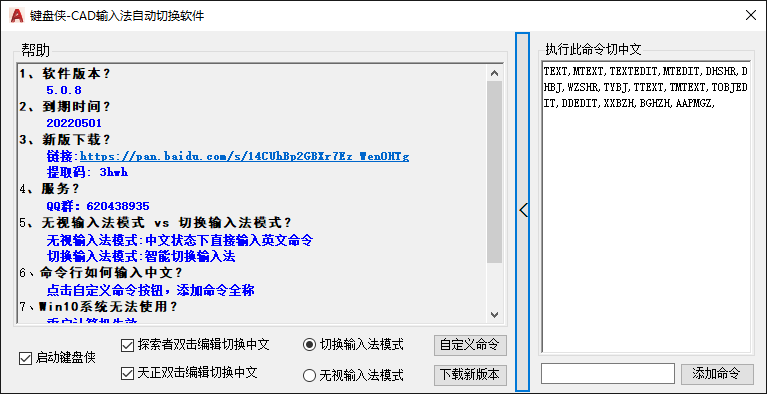 键盘侠-CAD输入法自动切换软件
帮助
1、软件版本?
5.0.8
2、到期时间?
20220501
3、新版下载?
链接:https://pan.baidu.com/s/14CUhBp2GBXr7Ez_WenOHTg
提取码: 3hwh
4、服务?
QQ群: 620438935
5、无视输入法模式 vs 切换输入法模式?
无视输入法模式:中文状态下直接输入英文命令
切换输入法模式:智能切换输入法
6、命令行如何输入中文?
点击自定义命令按钮，添加命令全称
7、Win10系统无法使用?
重启计算机生效
启动键盘侠
探索者双击编辑切换中文
天正双击编辑切换中文
切换输入法模式
无视输入法模式
自定义命令
下载新版本
执行此命令切中文
TEXT,MTEXT,TEXTEDIT,MTEDIT,DHSHR,D
HBJ,WZSHR,TYBJ,TTEXT,TMTEXT,TOBJED
IT,DDEDIT,XXBZH,BGHZH,AAPMGZ,
添加命令